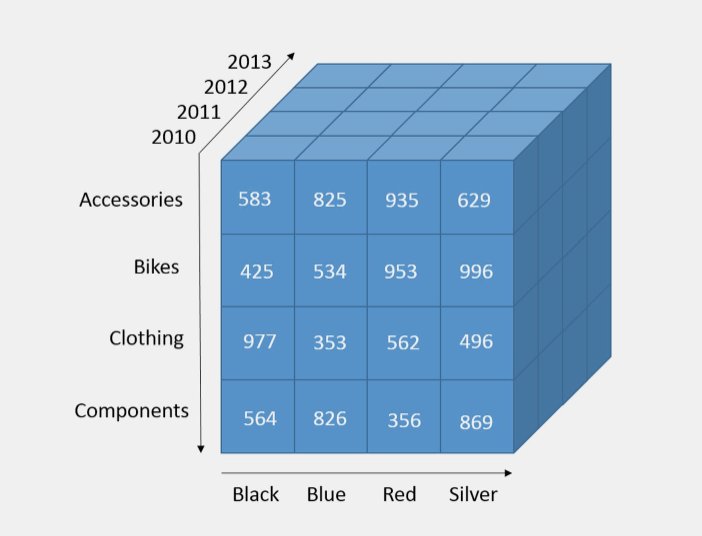 2013
2012
2011
2010
Accessories 583 825 935 629
Bikes 425 534 953 996
Clothing 977 353 562 496
Components 564 826 356 869
Black Blue Red Silver